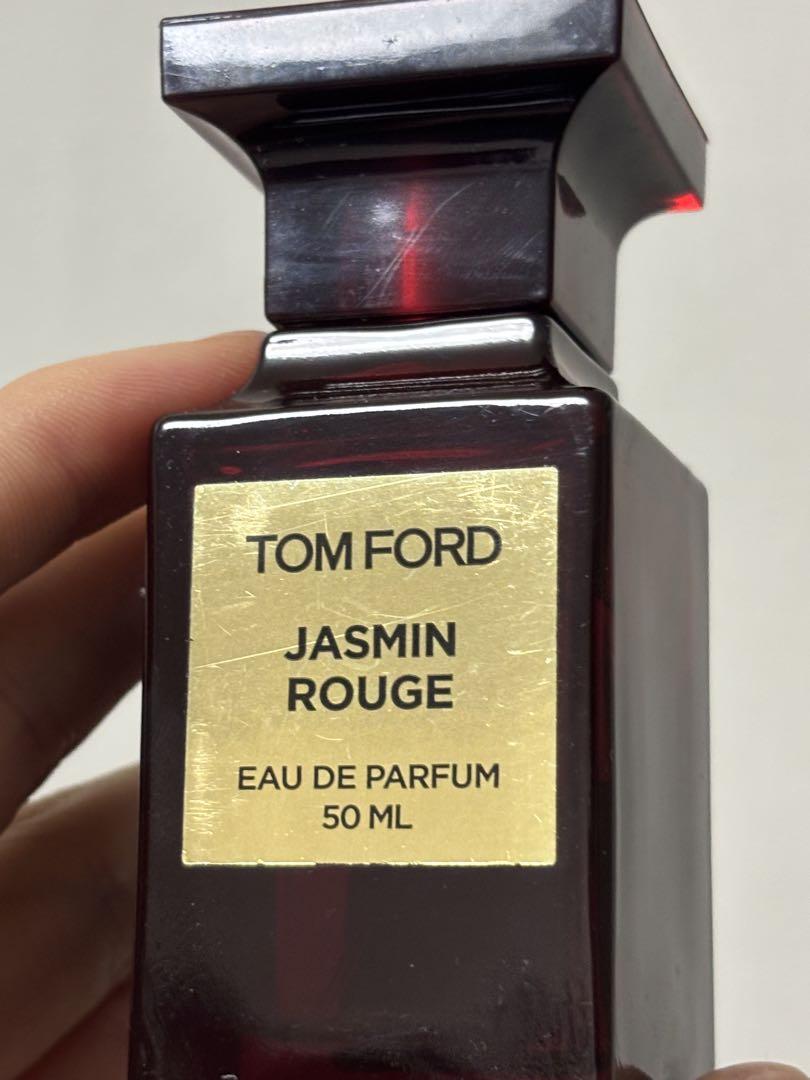 TOM FORD
JASMIN
ROUGE
EAU DE PARFUM
50 ML